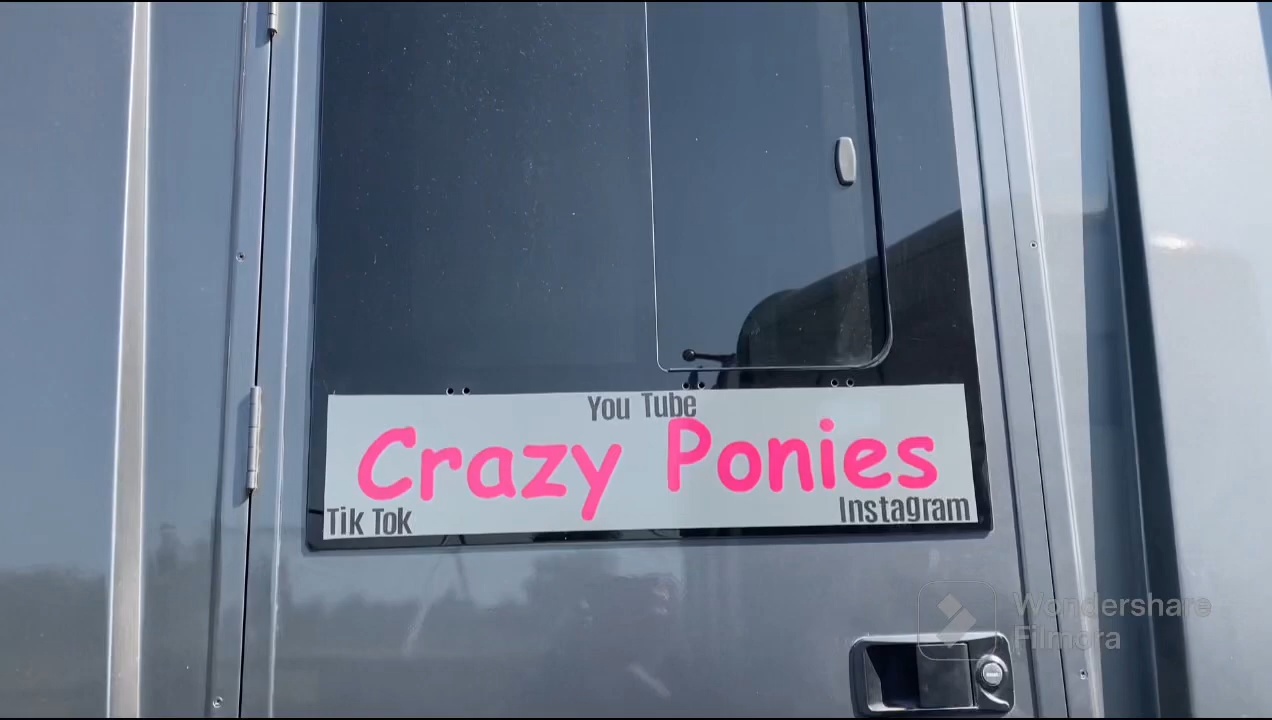 You Tube
Crazy Ponies
Tik Tok
Instagram
Wondershare
Filmora